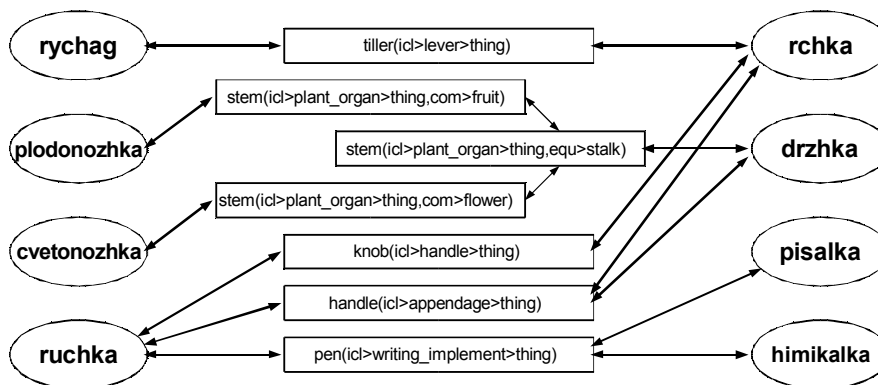 rychag
tiller(icl>lever>thing)
rchka
stem(icl>plant_organ>thing,com>fruit)
plodonozhka
stem(icl>plant_organ>thing,equ>stalk)
drzhka
stem(icl>plant_organ>thing,com>flower)
cvetonozhka
knob(icl>handle>thing)
pisalka
handle(icl>appendage>thing)
ruchka
pen(icl>writing_implement>thing)
himikalka